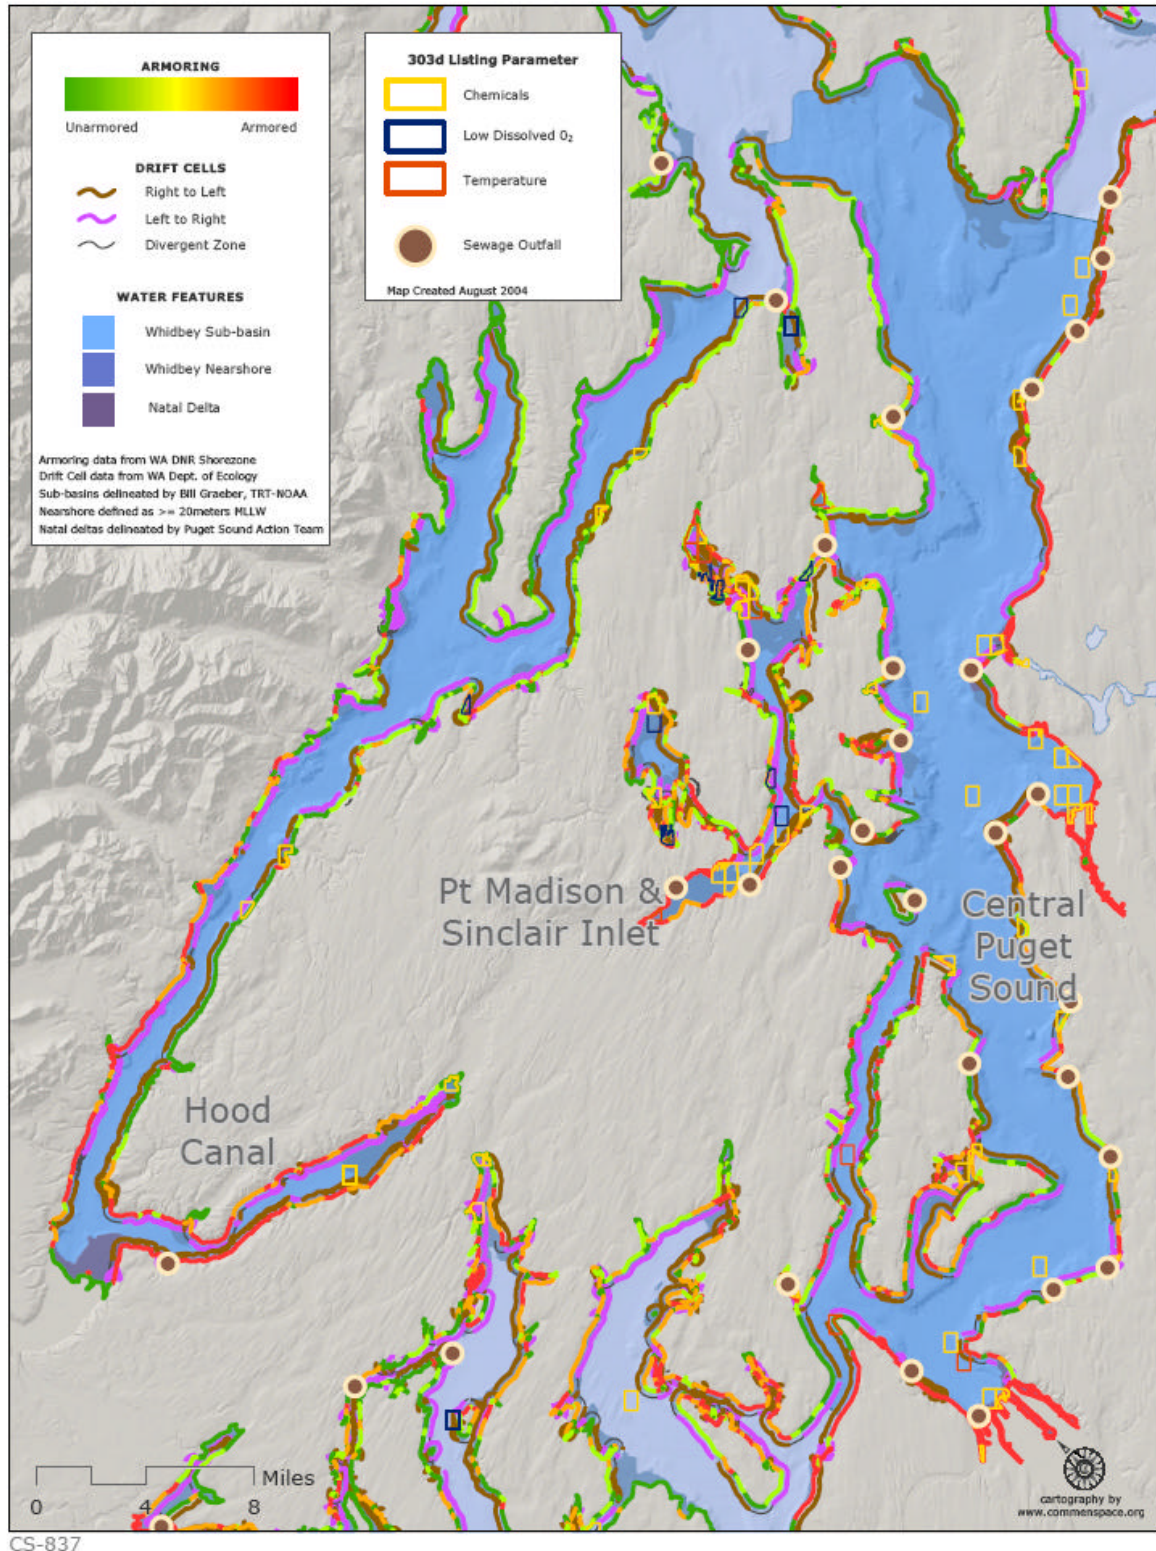 ARMORING
Unarmored Armored
DRIFT CELLS
Right to Left
Left to Right
Divergent Zone
WATER FEATURES
Whidbey Sub-basin
Whidbey Nearshore
Natal Delta
Armoring data from WA DNR Shorezone
Drift Cell data from WA Dept. of Ecology
Sub-basins delineated by Bill Graeber, TRT-NOAA
Nearshore defined as >= 20meters MLLW
Natal deltas delineated by Puget Sound Action Team
303d Listing Parameter
Chemicals
Low Dissolved 0₂
Temperature
Sewage Outfall
Map Created August 2004
Pt Madison &
Sinclair Inlet
Central
Puget
Sound
Hood
Canal
Miles
0 4 8
cartography by
www.commenspace.org
CS-837